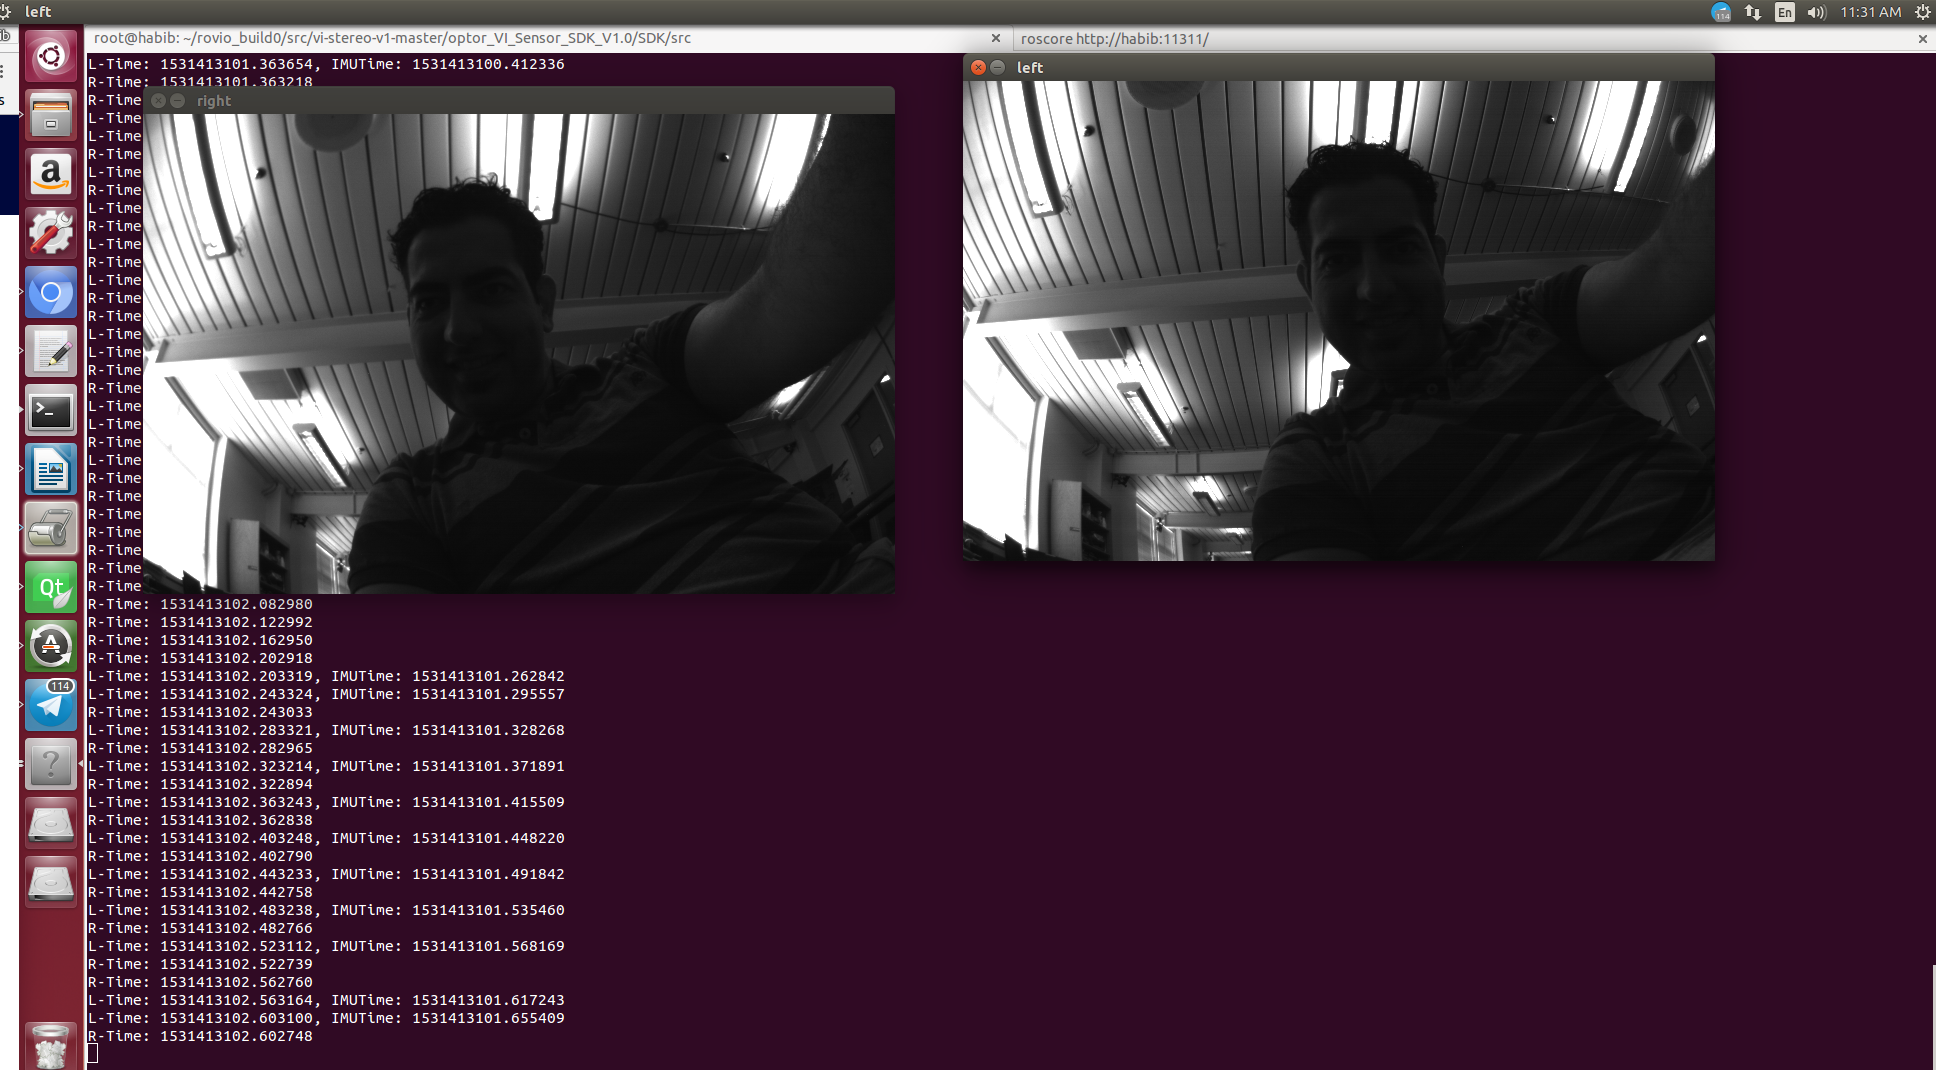 left
114
En
11:31 AM
root@habib: ~/rovio_build0/src/vi-stereo-v1-master/optor_VI_Sensor_SDK_V1.0/SDK/src
roscore http://habib:11311/
L-Time: 1531413101.363654, IMUTime: 1531413100.412336
R-Time: 1531413101.363218
R-Time
L-Time
L-Time
R-Time
L-Time
R-Time
L-Time
R-Time
L-Time
R-Time
L-Time
R-Time
R-Time
L-Time
L-Time
R-Time
R-Time
L-Time
L-Time
R-Time
L-Time
R-Time
R-Time
R-Time
R-Time
R-Time
R-Time
R-Time
right
left
R-Time: 1531413102.082980
R-Time: 1531413102.122992
R-Time: 1531413102.162950
R-Time: 1531413102.202918
L-Time: 1531413102.203319, IMUTime: 1531413101.262842
L-Time: 1531413102.243324, IMUTime: 1531413101.295557
R-Time: 1531413102.243033
L-Time: 1531413102.283321, IMUTime: 1531413101.328268
R-Time: 1531413102.282965
L-Time: 1531413102.323214, IMUTime: 1531413101.371891
R-Time: 1531413102.322894
L-Time: 1531413102.363243, IMUTime: 1531413101.415509
R-Time: 1531413102.362838
L-Time: 1531413102.403248, IMUTime: 1531413101.448220
R-Time: 1531413102.402790
L-Time: 1531413102.443233, IMUTime: 1531413101.491842
R-Time: 1531413102.442758
L-Time: 1531413102.483238, IMUTime: 1531413101.535460
R-Time: 1531413102.482766
L-Time: 1531413102.523112, IMUTime: 1531413101.568169
R-Time: 1531413102.522739
R-Time: 1531413102.562760
L-Time: 1531413102.563164, IMUTime: 1531413101.617243
L-Time: 1531413102.603100, IMUTime: 1531413101.655409
R-Time: 1531413102.602748
a
>_
Qt
A
114
?